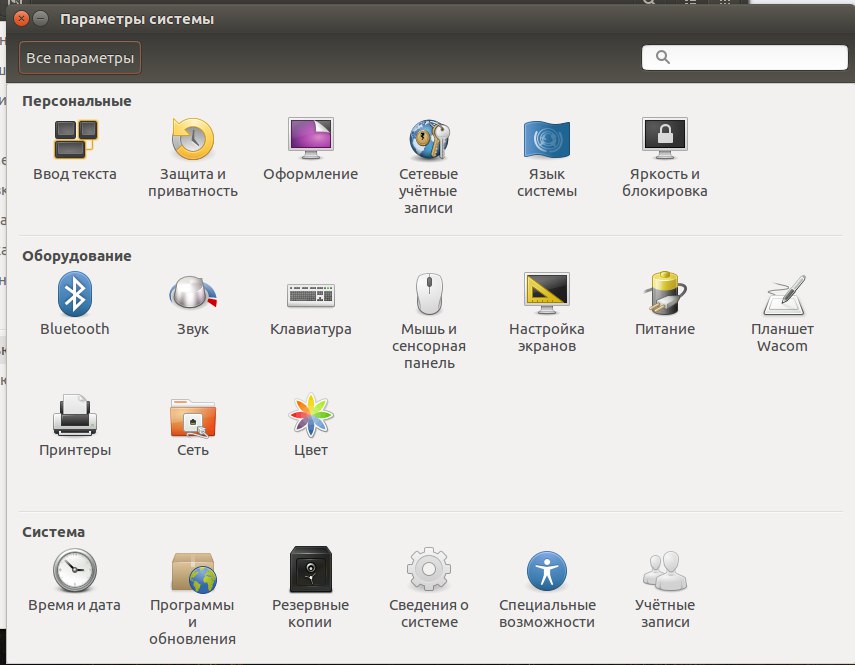 Параметры системы
Все параметры
Персональные
Ввод текста
Защита и
приватность
Оформление
Сетевые
учётные
записи
Язык
системы
Яркость и
блокировка
Оборудование
Bluetooth
Звук
Клавиатура
Мышь и
сенсорная
панель
Настройка
экранов
Питание
Планшет
Wacom
Принтеры
Сеть
Цвет
Система
Время и дата
Программы
и
обновления
Резервные
копии
Сведения о
системе
Специальные
возможности
Учётные
записи